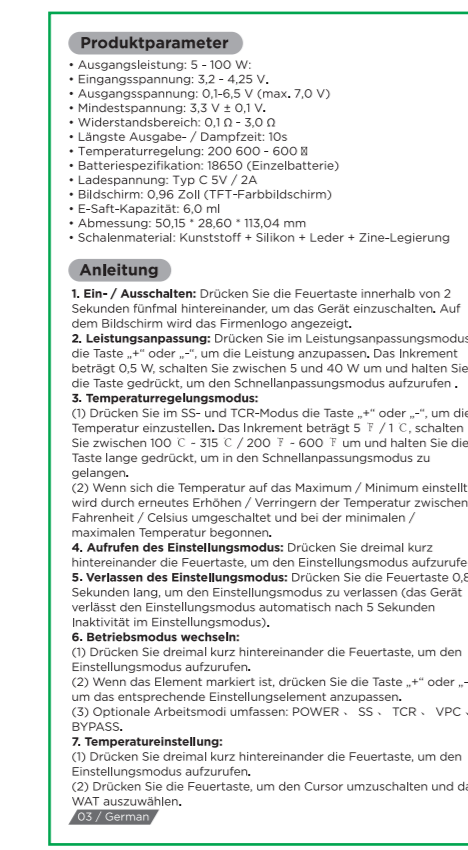 Produktparameter
• Ausgangsleistung: 5 - 100 W:
• Eingangsspannung: 3,2 - 4,25 V.
• Ausgangsspannung: 0,1-6,5 V (max. 7,0 V)
• Mindestspannung: 3,3 V ± 0,1 V.
• Widerstandsbereich: 0,1 Ω - 3,0 Ω
• Längste Ausgabe- / Dampfzeit: 10s
• Temperaturregelung: 200 600 - 600
• Batteriespezifikation: 18650 (Einzelbatterie)
• Ladespannung: Typ C 5V / 2A
• Bildschirm: 0,96 Zoll (TFT-Farbbildschirm)
• E-Saft-Kapazität: 6,0 ml
• Abmessung: 50,15 * 28,60 * 113,04 mm
• Schalenmaterial: Kunststoff + Silikon + Leder + Zine-Legierung
Anleitung
1. Ein- / Ausschalten: Drücken Sie die Feuertaste innerhalb von 2
Sekunden fünfmal hintereinander, um das Gerät einzuschalten. Auf
dem Bildschirm wird das Firmenlogo angezeigt.
2. Leistungsanpassung: Drücken Sie im Leistungsanpassungsmodus
die Taste „+“ oder „-“, um die Leistung anzupassen. Das Inkrement
beträgt 0,5 W, schalten Sie zwischen 5 und 40 W um und halten Sie
die Taste gedrückt, um den Schnellanpassungsmodus aufzurufen .
3. Temperaturregelungsmodus:
(1) Drücken Sie im SS- und TCR-Modus die Taste „+“ oder „-“, um die
Temperatur einzustellen. Das Inkrement beträgt 5 ℉ / 1 ℃, schalten
Sie zwischen 100 ℃ - 315 ℃ / 200 ℉ - 600 ℉ um und halten Sie die
Taste lange gedrückt, um in den Schnellanpassungsmodus zu
gelangen.
(2) Wenn sich die Temperatur auf das Maximum / Minimum einstellt
wird durch erneutes Erhöhen / Verringern der Temperatur zwischen
Fahrenheit / Celsius umgeschaltet und bei der minimalen /
maximalen Temperatur begonnen.
4. Aufrufen des Einstellungsmodus: Drücken Sie dreimal kurz
hintereinander die Feuertaste, um den Einstellungsmodus aufzurufe
5. Verlassen des Einstellungsmodus: Drücken Sie die Feuertaste 0,8
Sekunden lang, um den Einstellungsmodus zu verlassen (das Gerät
verlässt den Einstellungsmodus automatisch nach 5 Sekunden
Inaktivität im Einstellungsmodus).
6. Betriebsmodus wechseln:
(1) Drücken Sie dreimal kurz hintereinander die Feuertaste, um den
Einstellungsmodus aufzurufen.
(2) Wenn das Element markiert ist, drücken Sie die Taste „+“ oder „-
um das entsprechende Einstellungselement anzupassen.
(3) Optionale Arbeitsmodi umfassen: POWER 、 SS 、 TCR 、 VPC 、
BYPASS.
7. Temperatureinstellung:
(1) Drücken Sie dreimal kurz hintereinander die Feuertaste, um den
Einstellungsmodus aufzurufen.
(2) Drücken Sie die Feuertaste, um den Cursor umzuschalten und da
WAT auszuwählen.
03 / German